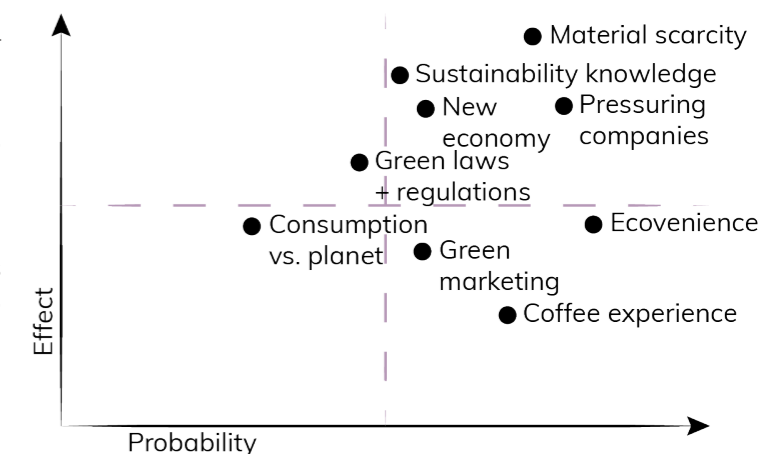 Material scarcity
Sustainability knowledge
New
economy
Pressuring
companies
Green laws
+ regulations
Consumption
vs. planet
Ecovenience
Green
marketing
Coffee experience
Effect
Probability